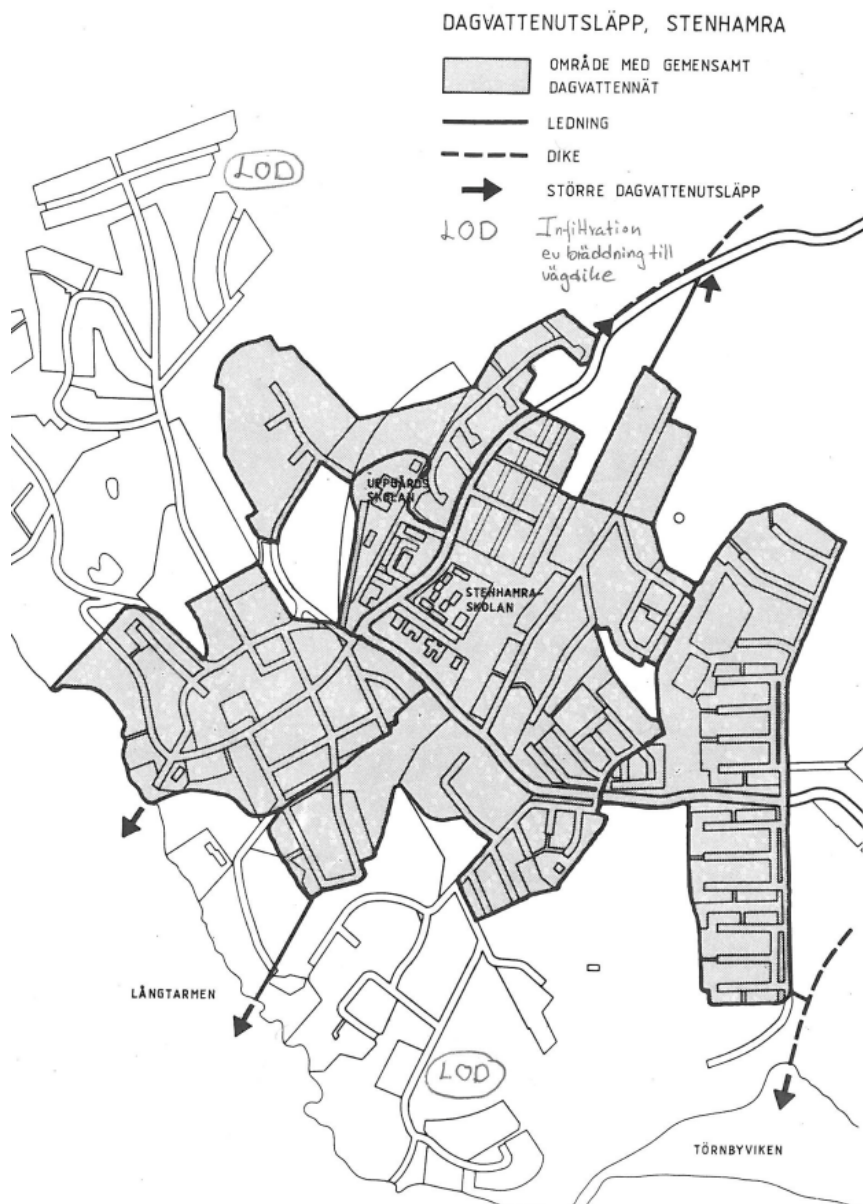 DAGVATTENUTSLÄPP, STENHAMRA
OMRÅDE MED GEMENSAMT
DAGVATTENNÄT
LEDNING
DIKE
STÖRRE DAGVATTENUTSLÄPP
LOD Infiltration
ev bräddning till
vägdike
LOD
UPPGÅRDS
SKOLAN
STENHAMRA-
SKOLAN
LÅNGTARMEN
LOD
TÖRNBYVIKEN